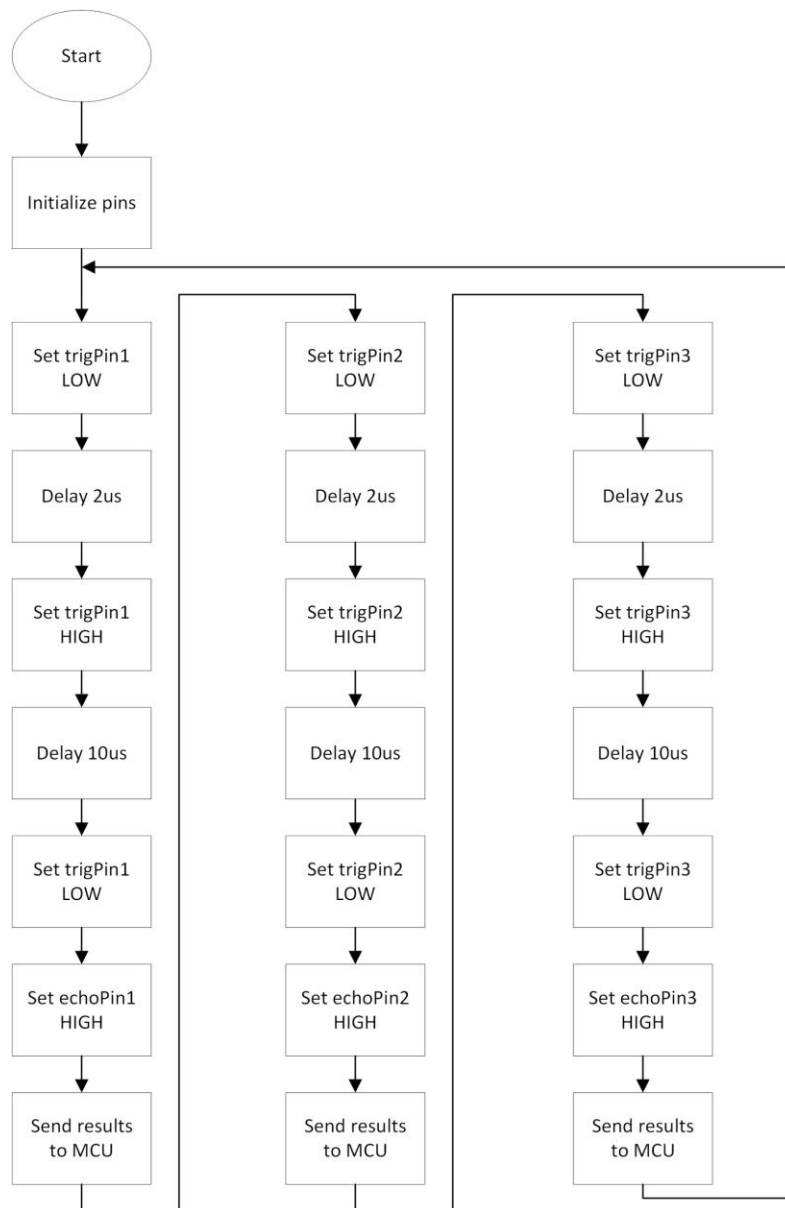 Start
Initialize pins
Set trigPin1
LOW
Delay 2us
Set trigPin1
HIGH
Delay 10us
Set trigPin1
LOW
Set echoPin1
HIGH
Send results
to MCU
Set trigPin2
LOW
Delay 2us
Set trigPin2
HIGH
Delay 10us
Set trigPin2
LOW
Set echoPin2
HIGH
Send results
to MCU
Set trigPin3
LOW
Delay 2us
Set trigPin3
HIGH
Delay 10us
Set trigPin3
LOW
Set echoPin3
HIGH
Send results
to MCU